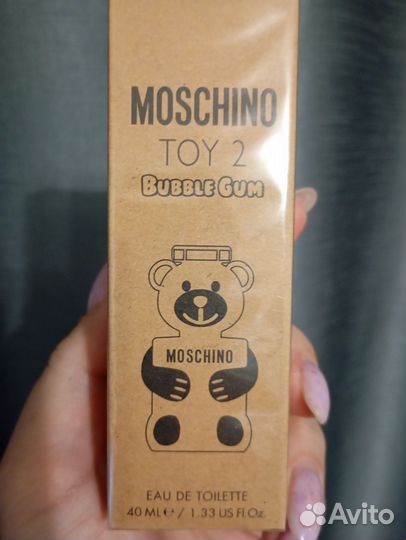 MOSCHINO
TOY 2
BUBBLE GUM
MOSCHINO
EAU DE TOILETTE
40 ML℮ / 1.33 US Fl.Oz.
Avito